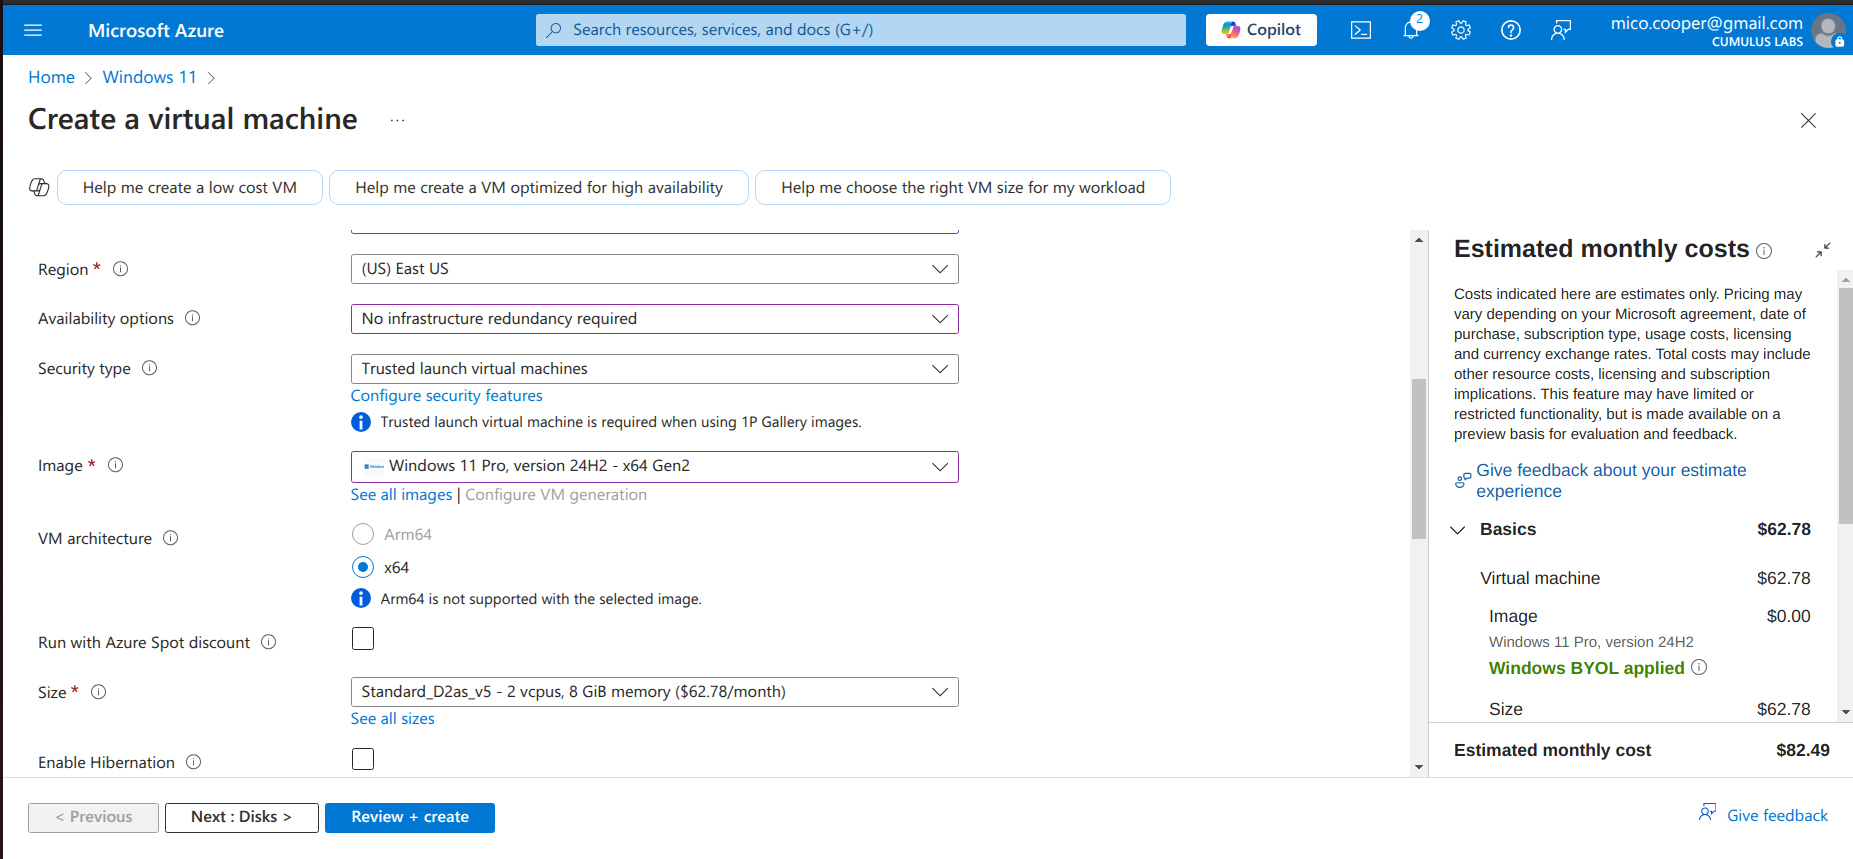 Microsoft Azure
Search resources, services, and docs (G+/)
Copilot
2
mico.cooper@gmail.com
CUMULUS LABS
Home > Windows 11 >
Create a virtual machine ...
Help me create a low cost VM
Help me create a VM optimized for high availability
Help me choose the right VM size for my workload
Region *
(US) East US
Availability options
No infrastructure redundancy required
Security type
Trusted launch virtual machines
Configure security features
Trusted launch virtual machine is required when using 1P Gallery images.
Image *
Windows 11 Pro, version 24H2 - x64 Gen2
See all images | Configure VM generation
VM architecture
Arm64
x64
Arm64 is not supported with the selected image.
Run with Azure Spot discount
Size *
Standard_D2as_v5 - 2 vcpus, 8 GiB memory ($62.78/month)
See all sizes
Enable Hibernation
< Previous
Next : Disks >
Review + create
Estimated monthly costs
Costs indicated here are estimates only. Pricing may
vary depending on your Microsoft agreement, date of
purchase, subscription type, usage costs, licensing
and currency exchange rates. Total costs may include
other resource costs, licensing and subscription
implications. This feature may have limited or
restricted functionality, but is made available on a
preview basis for evaluation and feedback.
Give feedback about your estimate
experience
Basics $62.78
Virtual machine $62.78
Image $0.00
Windows 11 Pro, version 24H2
Windows BYOL applied
Size $62.78
Estimated monthly cost $82.49
Give feedback